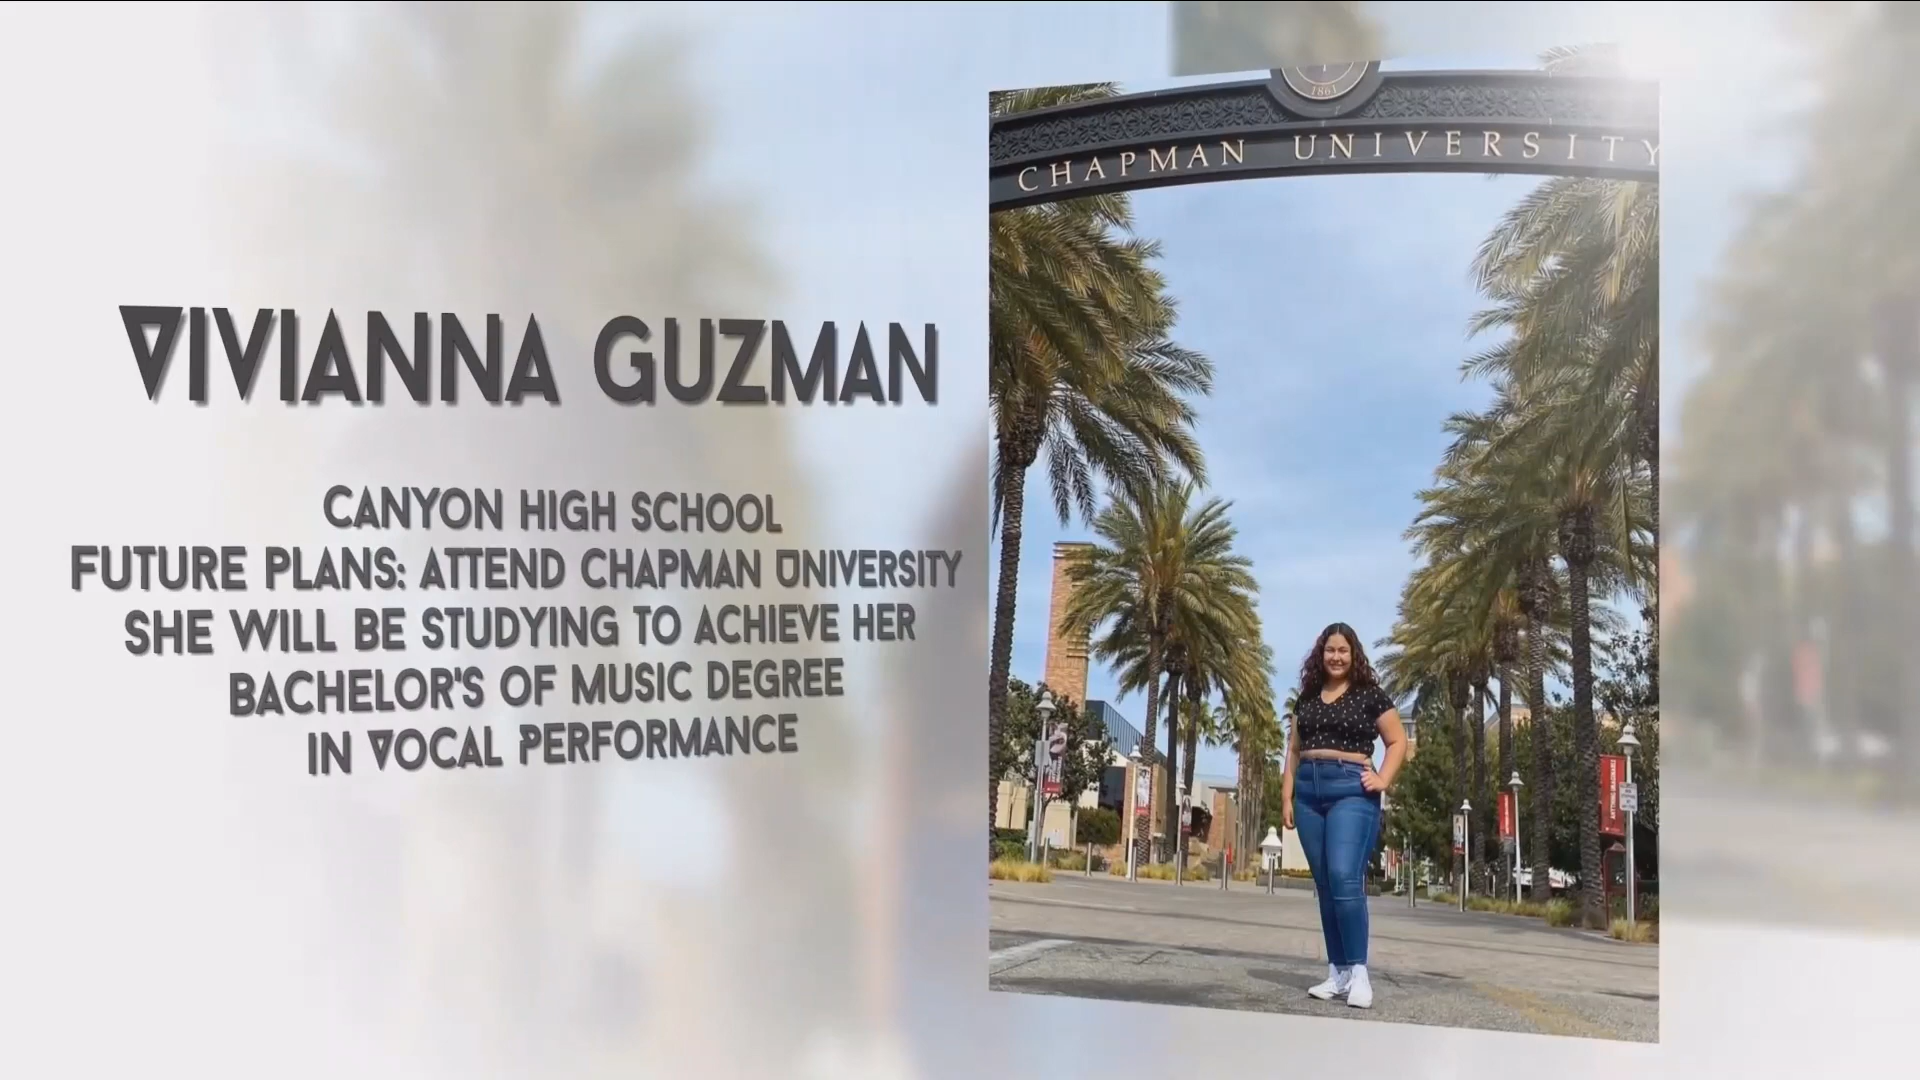 1861
CHAPMAN UNIVERSITY
VIVIANNA GUZMAN
CANYON HIGH SCHOOL
FUTURE PLANS: ATTEND CHAPMAN UNIVERSITY
SHE WILL BE STUDYING TO ACHIEVE HER
BACHELOR'S OF MUSIC DEGREE
IN VOCAL PERFORMANCE